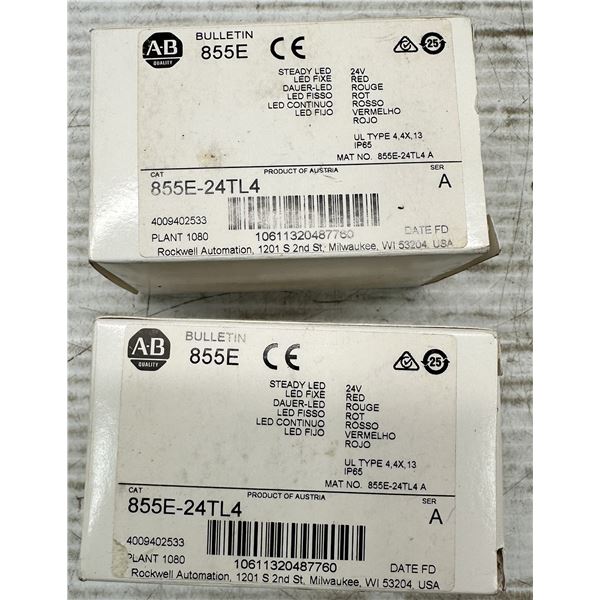 A·B BULLETIN
QUALITY 855E CE 25
STEADY LED 24V
LED FIXE RED
DAUER-LED ROUGE
LED FISSO ROT
LED CONTINUO ROSSO
LED FIJO VERMELHO
ROJO
UL TYPE 4,4X,13
IP65
MAT NO. 855E-24TL4 A
CAT PRODUCT OF AUSTRIA SER
855E-24TL4 A
4009402533
PLANT 1080 10611320487760 DATE FD
Rockwell Automation, 1201 S 2nd St, Milwaukee, WI 53204, USA
A·B BULLETIN
QUALITY 855E CE 25
STEADY LED 24V
LED FIXE RED
DAUER-LED ROUGE
LED FISSO ROT
LED CONTINUO ROSSO
LED FIJO VERMELHO
ROJO
UL TYPE 4,4X,13
IP65
MAT NO. 855E-24TL4 A
CAT PRODUCT OF AUSTRIA SER
855E-24TL4 A
4009402533
PLANT 1080 10611320487760 DATE FD
Rockwell Automation, 1201 S 2nd St, Milwaukee, WI 53204, USA